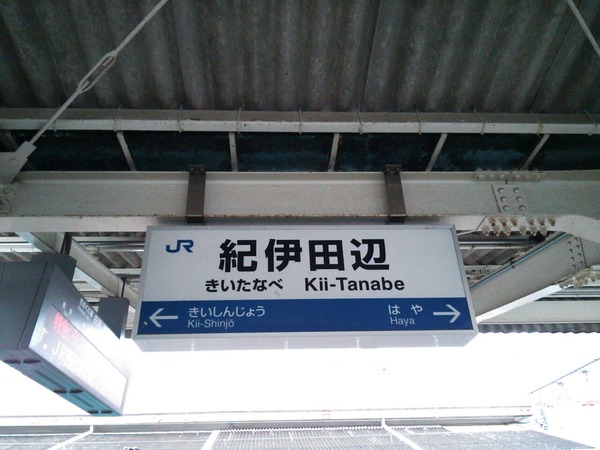 JR 紀伊田辺
きいたなべ Kii-Tanabe
← きいしんじょう はや →
Kii-Shinjō Haya